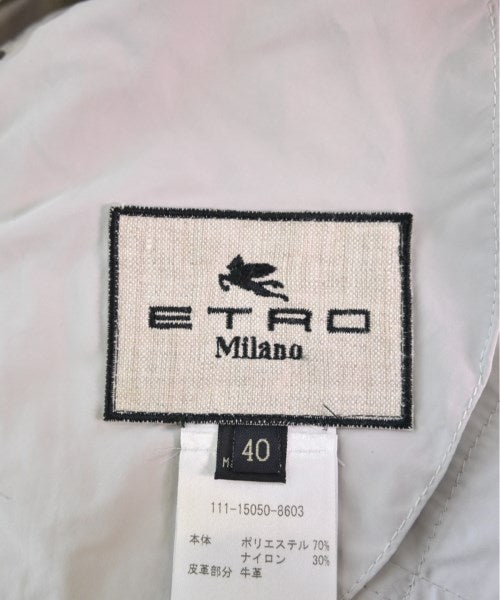 ETRO
Milano
40
111-15050-8603
本体 ポリエステル 70%
ナイロン 30%
皮革部分 牛革